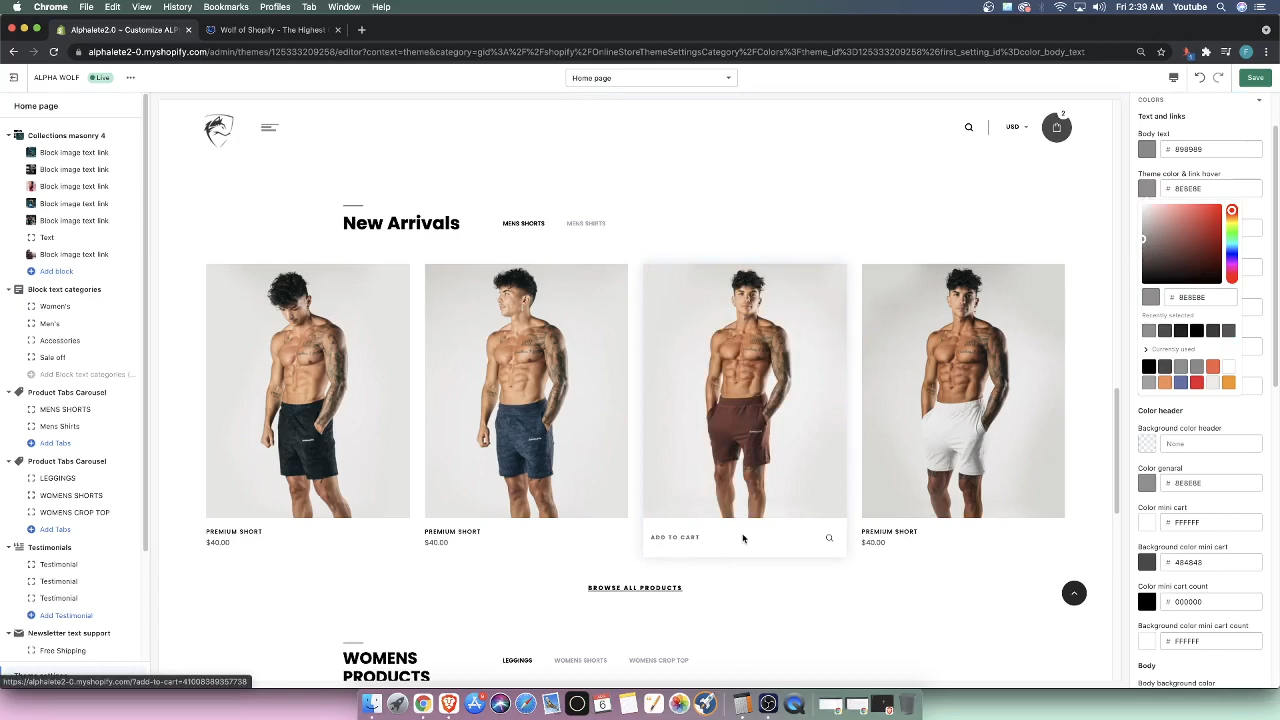 Chrome File Edit View History Bookmarks Profiles Tab Window Help
Fri 2:39 AM
Alphalete2.0 ~ Customize ALP
Wolf of Shopify - The Highest C
alphalete2-0.myshopify.com/admin/themes/125333209258/editor?context=theme&category=gid%3A%2F%2Fshopify%2FOnlineStoreThemeSettingsCategory%2FColors%3Ftheme_id%3D125333209258%26first_setting_id%3Dcolor_body_text
F
ALPHA WOLF
Live
Home page
Save
Home page
Collections masonry 4
Block image text link
Block image text link
Block image text link
Block image text link
Block image text link
Text
Block image text link
Add block
Block text categories
Women's
Men's
Accessories
Sale off
Add Block text categories (...
Product Tabs Carousel
MENS SHORTS
Mens Shirts
Add Tabs
Product Tabs Carousel
LEGGINGS
WOMENS SHORTS
WOMENS CROP TOP
Add Tabs
Testimonials
Testimonial
Testimonial
Testimonial
Add Testimonial
Newsletter text support
Free Shipping
Theme settings
https://alphalete2-0.myshopify.com/?add-to-cart=41008389357738
USD
2
New Arrivals
MENS SHORTS
MENS SHIRTS
PREMIUM SHORT
$40.00
PREMIUM SHORT
$40.00
ADD TO CART
PREMIUM SHORT
$40.00
BROWSE ALL PRODUCTS
WOMENS
PRODUCTS
LEGGINGS
WOMENS SHORTS
WOMENS CROP TOP
COLORS
Text and links
Body text
# 898989
Theme color & link hover
# 8E8E8E
# 8E8E8E
Recently selected
Currently used
Color header
Background color header
None
Color genaral
# 8E8E8E
Color mini cart
# FFFFFF
Background color mini cart
# 484848
Color mini cart count
# 000000
Background color mini cart count
# FFFFFF
Body
Body background color